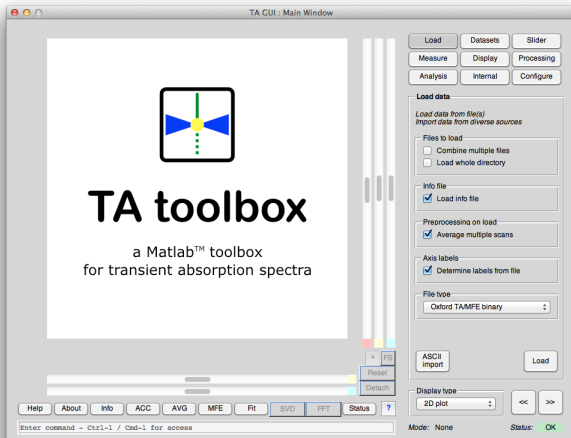 TA GUI : Main Window
TA toolbox
a Matlab™ toolbox
for transient absorption spectra
Load Datasets Slider
Measure Display Processing
Analysis Internal Configure
Load data
Load data from file(s)
Import data from diverse sources
Files to load
Combine multiple files
Load whole directory
Info file
Load info file
Preprocessing on load
Average multiple scans
Axis labels
Determine labels from file
File type
Oxford TA/MFE binary
ASCII
import
Load
+ FS
Reset
Detach
Display type
2D plot
<< >>
Help About Info ACC AVG MFE Fit SVD FFT Status ?
Enter command - Ctrl-l / Cmd-l for access
Mode: None Status: OK